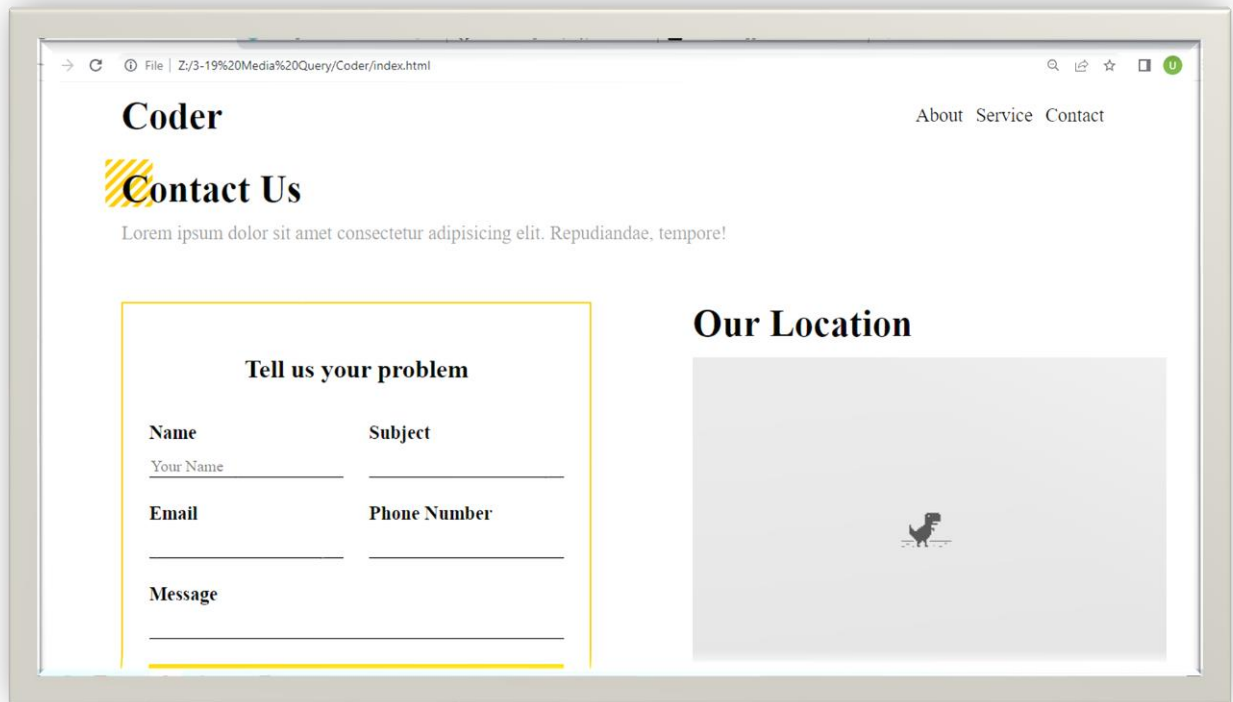 File | Z:/3-19%20Media%20Query/Coder/index.html
U
Coder
About Service Contact
Contact Us
Lorem ipsum dolor sit amet consectetur adipisicing elit. Repudiandae, tempore!
Our Location
Tell us your problem
Name Subject
Your Name
Email Phone Number
Message